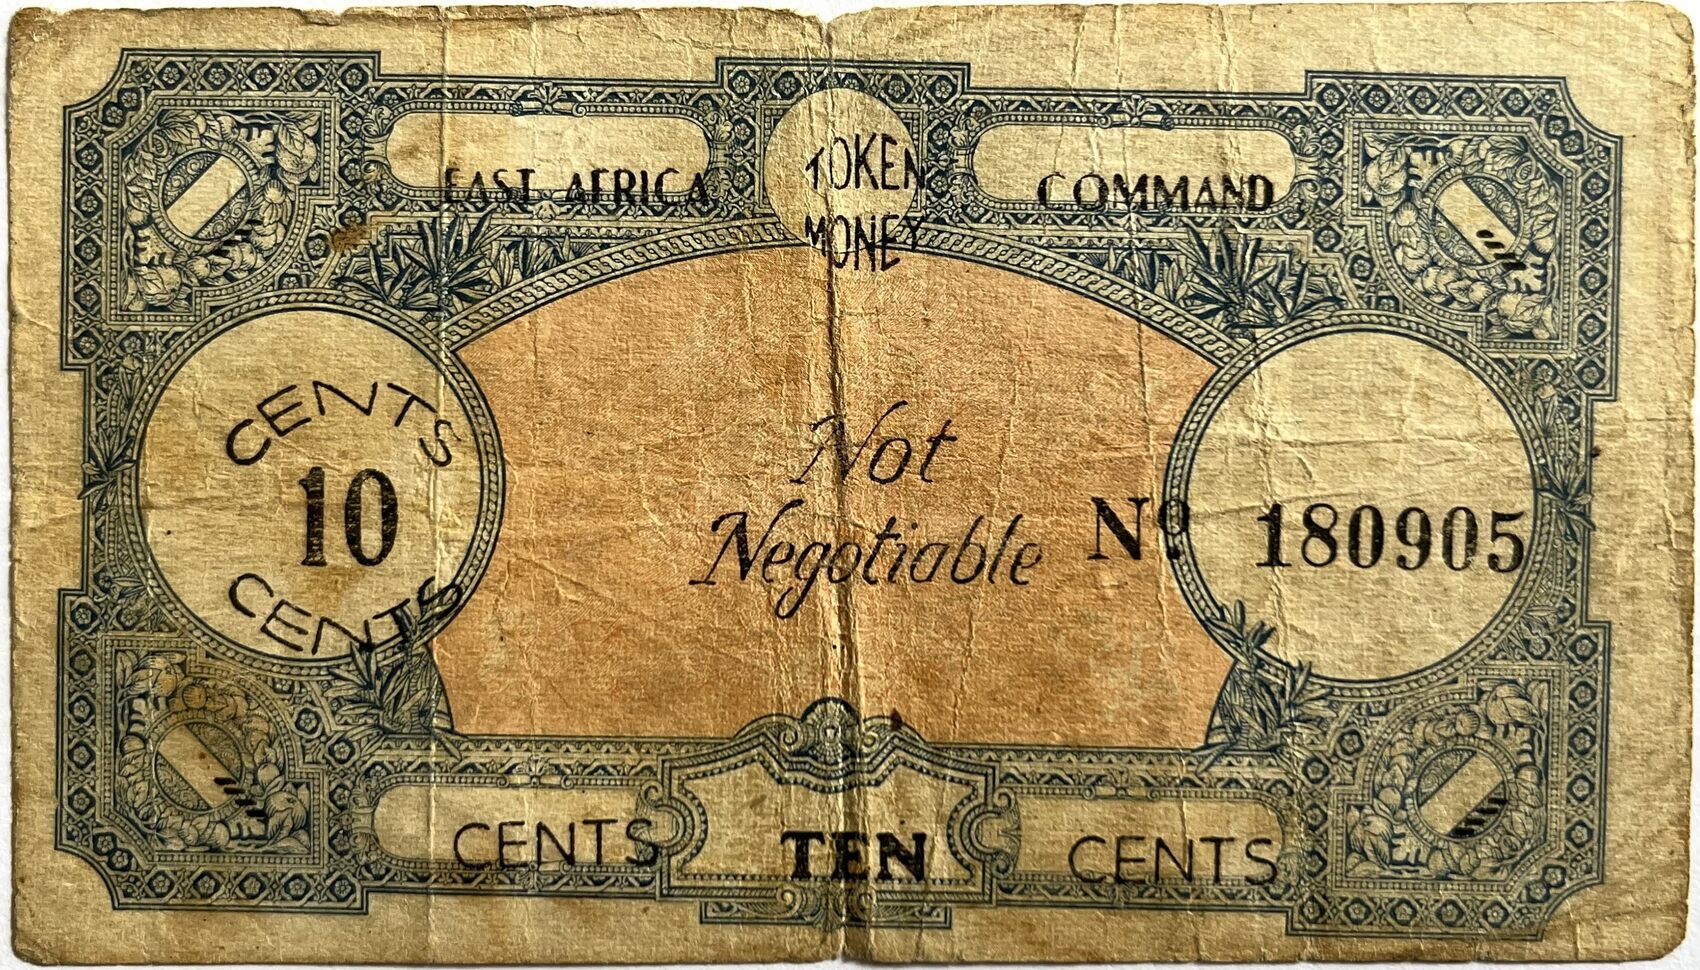 EAST AFRICA TOKEN MONEY COMMAND
CENTS
10
CENTS
Not
Negotiable
Nº 180905
CENTS TEN CENTS